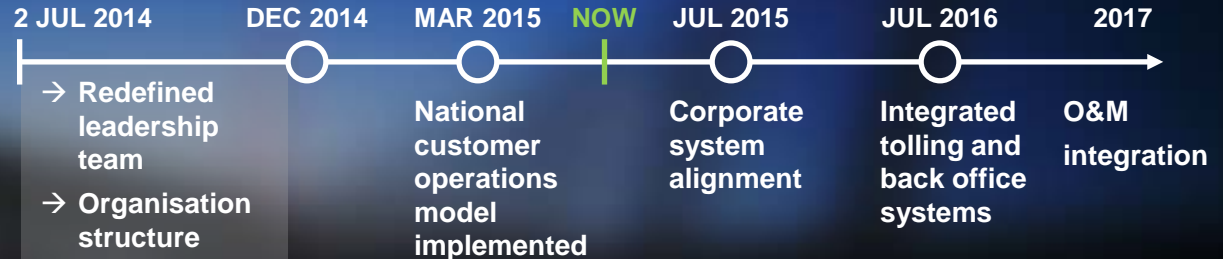 2 JUL 2014 DEC 2014 MAR 2015 NOW JUL 2015 JUL 2016 2017
→ Redefined
leadership
team
→ Organisation
structure
National
customer
operations
model
implemented
Corporate
system
alignment
Integrated
tolling and
back office
systems
O&M
integration